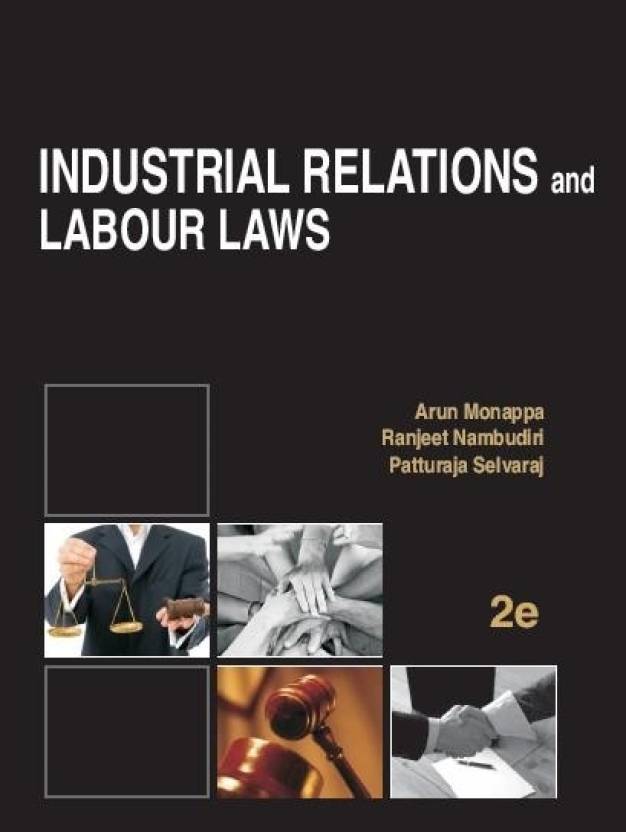 INDUSTRIAL RELATIONS and
LABOUR LAWS
Arun Monappa
Ranjeet Nambudiri
Patturaja Selvaraj
2e